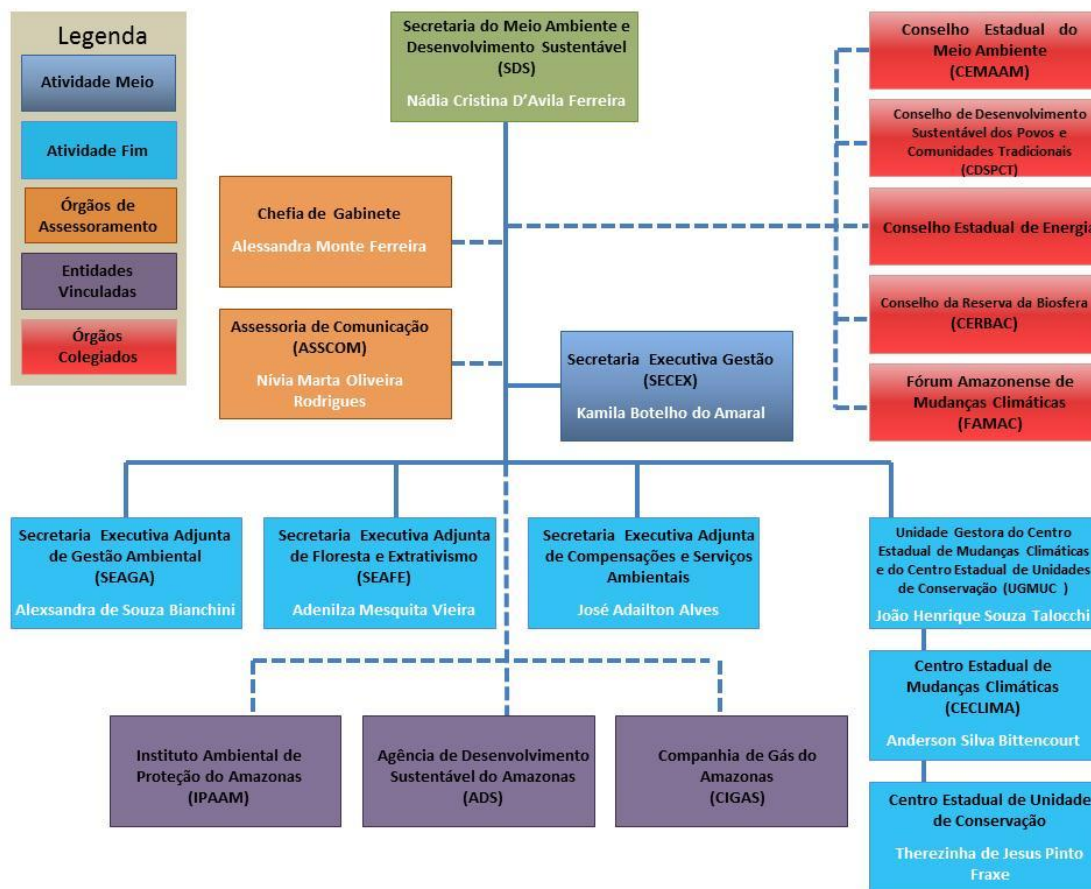 Legenda
Atividade Meio
Atividade Fim
Órgãos de
Assessoramento
Entidades
Vinculadas
Órgãos
Colegiados
Secretaria do Meio Ambiente e
Desenvolvimento Sustentável
(SDS)
Nádia Cristina D’Avila Ferreira
Conselho Estadual do
Meio Ambiente
(CEMAAM)
Conselho de Desenvolvimento
Sustentável dos Povos e
Comunidades Tradicionais
(CDSPCT)
Conselho Estadual de Energia
Conselho da Reserva da Biosfera
(CERBAC)
Fórum Amazonense de
Mudanças Climáticas
(FAMAC)
Chefia de Gabinete
Alessandra Monte Ferreira
Assessoria de Comunicação
(ASSCOM)
Nívia Marta Oliveira
Rodrigues
Secretaria Executiva Gestão
(SECEX)
Kamila Botelho do Amaral
Secretaria Executiva Adjunta
de Gestão Ambiental
(SEAGA)
Alexsandra de Souza Bianchini
Secretaria Executiva Adjunta
de Floresta e Extrativismo
(SEAFE)
Adenilza Mesquita Vieira
Secretaria Executiva Adjunta
de Compensações e Serviços
Ambientais
José Adailton Alves
Unidade Gestora do Centro
Estadual de Mudanças Climáticas
e do Centro Estadual de Unidades
de Conservação (UGMUC )
João Henrique Souza Talocchi
Centro Estadual de
Mudanças Climáticas
(CECLIMA)
Anderson Silva Bittencourt
Centro Estadual de Unidade
de Conservação
Therezinha de Jesus Pinto
Fraxe
Instituto Ambiental de
Proteção do Amazonas
(IPAAM)
Agência de Desenvolvimento
Sustentável do Amazonas
(ADS)
Companhia de Gás do
Amazonas
(CIGAS)